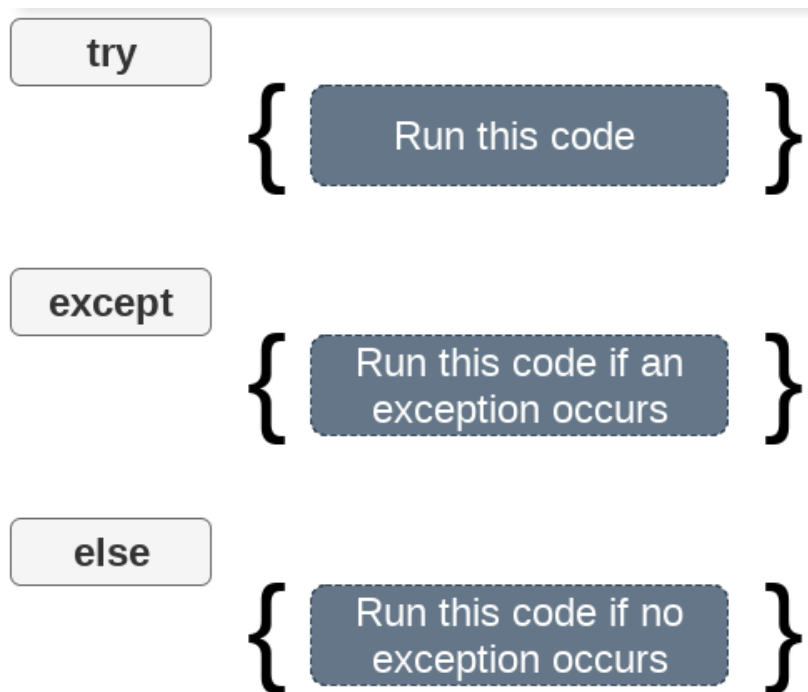 try
{ Run this code }
except
{ Run this code if an
exception occurs }
else
{ Run this code if no
exception occurs }